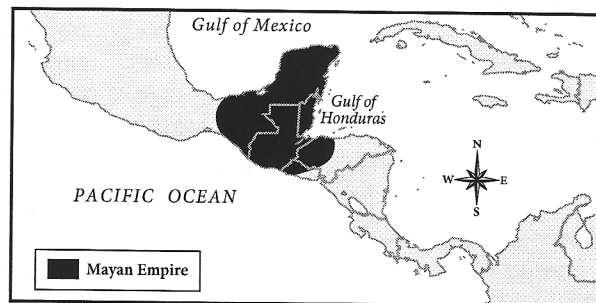 Gulf of Mexico
Gulf of
Honduras
N
W
E
S
PACIFIC OCEAN
Mayan Empire